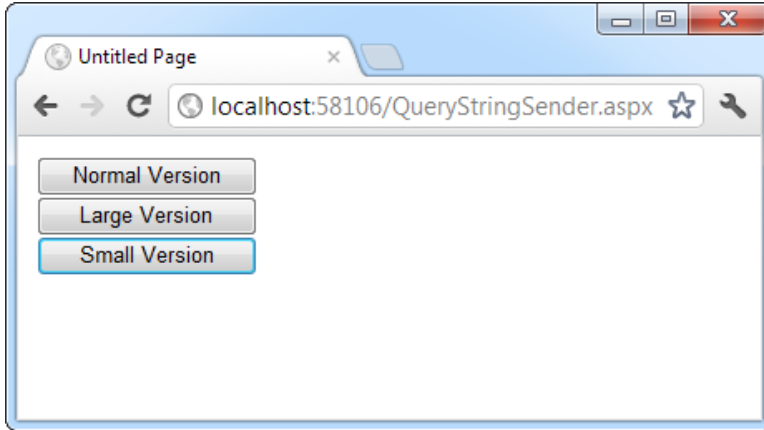 Untitled Page
localhost:58106/QueryStringSender.aspx
Normal Version
Large Version
Small Version